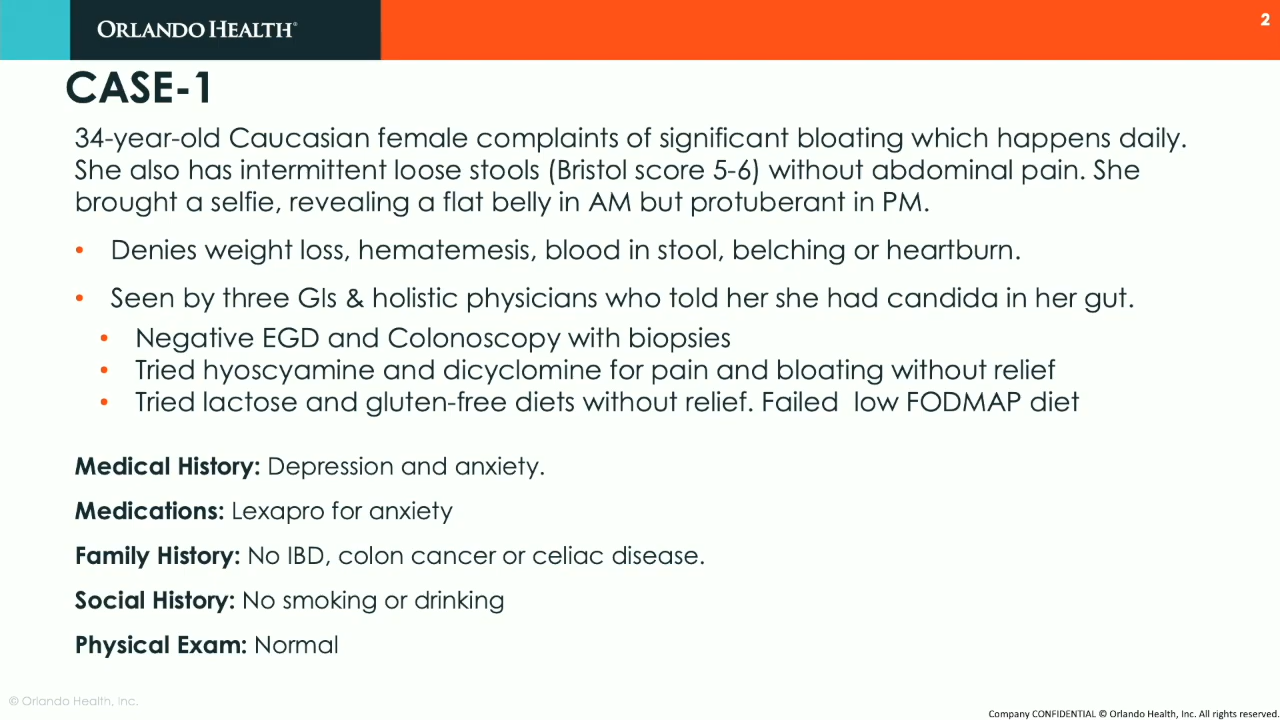 ORLANDO HEALTH®
2
CASE-1
34-year-old Caucasian female complaints of significant bloating which happens daily.
She also has intermittent loose stools (Bristol score 5-6) without abdominal pain. She
brought a selfie, revealing a flat belly in AM but protuberant in PM.
• Denies weight loss, hematemesis, blood in stool, belching or heartburn.
• Seen by three GIs & holistic physicians who told her she had candida in her gut.
• Negative EGD and Colonoscopy with biopsies
• Tried hyoscyamine and dicyclomine for pain and bloating without relief
• Tried lactose and gluten-free diets without relief. Failed  low FODMAP diet
Medical History: Depression and anxiety.
Medications: Lexapro for anxiety
Family History: No IBD, colon cancer or celiac disease.
Social History: No smoking or drinking
Physical Exam: Normal
© Orlando Health, Inc.
Company CONFIDENTIAL © Orlando Health, Inc. All rights reserved.